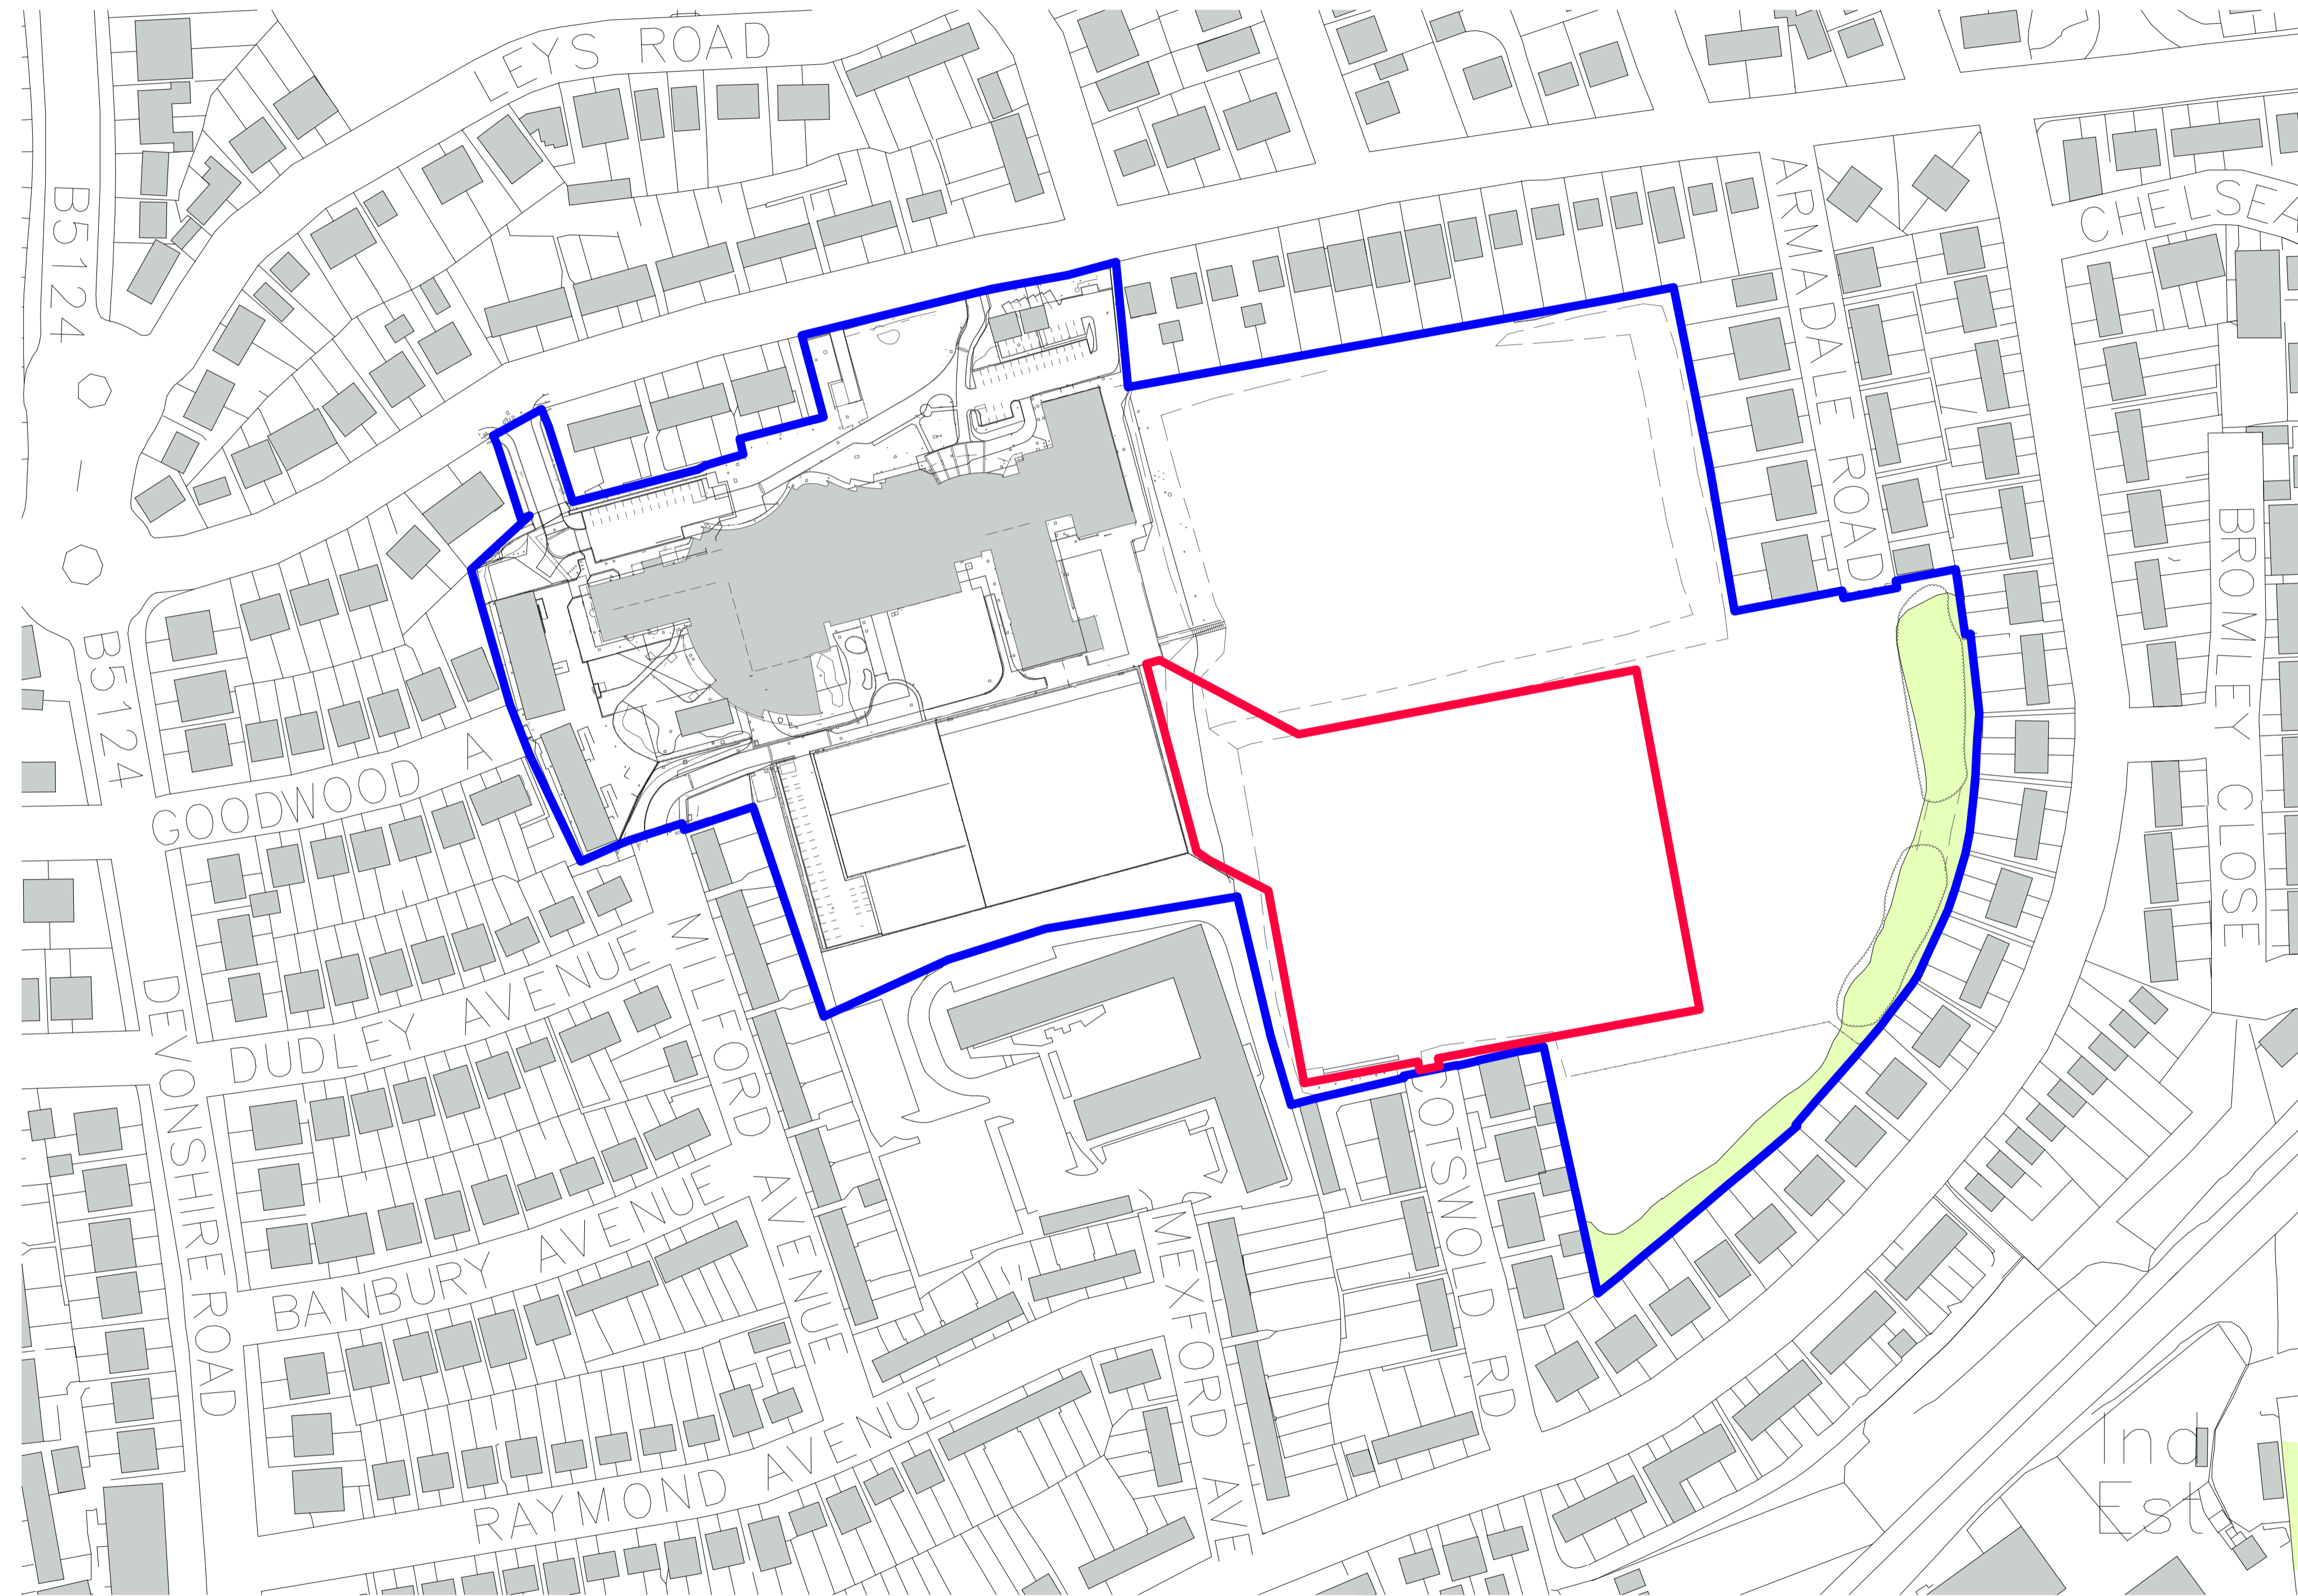 LEYS ROAD
B5124
ARMADALE ROAD
B5124
BROMLEY CLOSE
GOODWOOD A
DEVONSHIRE ROAD
DUDLEY AVENUE
MILFORD AVENUE
BANBURY AVENUE
MEXFORD AVE
COTSWOLD RD
RAYMOND AVENUE
Ind
Est